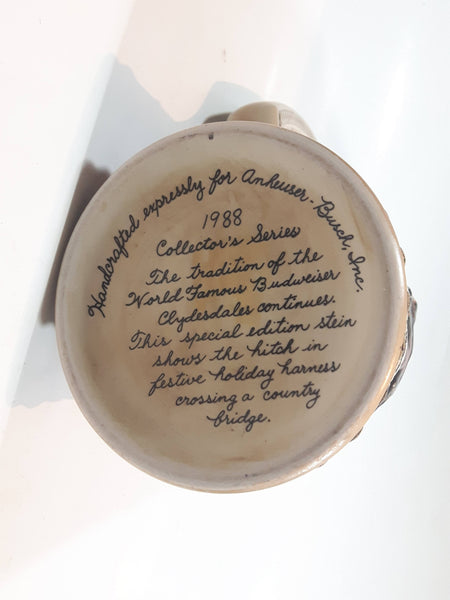 Handcrafted expressly for Anheuser-Busch, Inc.
1988
Collector's Series
The tradition of the
World Famous Budweiser
Clydesdales continues.
This special edition stein
shows the hitch in
festive holiday harness
crossing a country
bridge.